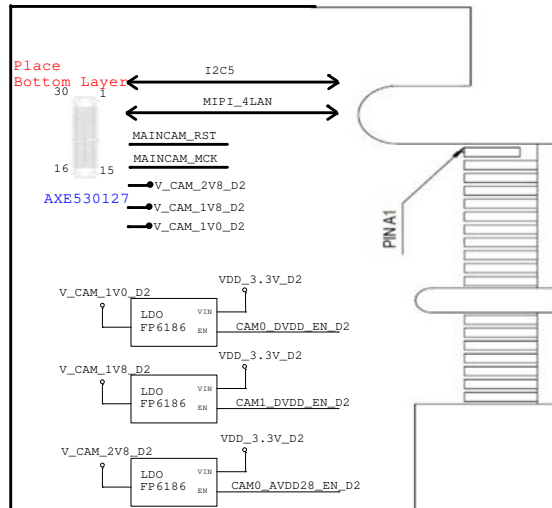 Place
Bottom Layer
I2C5
30
1
MIPI_4LAN
MAINCAM_RST
MAINCAM_MCK
16
15
V_CAM_2V8_D2
AXE530127
V_CAM_1V8_D2
V_CAM_1V0_D2
PIN A1
VDD_3.3V_D2
V_CAM_1V0_D2
LDO
FP6186
VIN
EN
CAM0_DVDD_EN_D2
VDD_3.3V_D2
V_CAM_1V8_D2
LDO
FP6186
VIN
EN
CAM1_DVDD_EN_D2
VDD_3.3V_D2
V_CAM_2V8_D2
LDO
FP6186
VIN
EN
CAM0_AVDD28_EN_D2